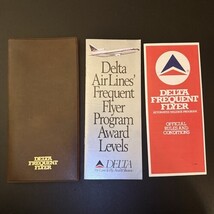 DELTA
FREQUENT
FLYER
Delta
Air Lines'
Frequent
Flyer
Program
Award
Levels
DELTA
DELTA
FREQUENT
FLYER
OFFICIAL
RULES AND
CONDITIONS